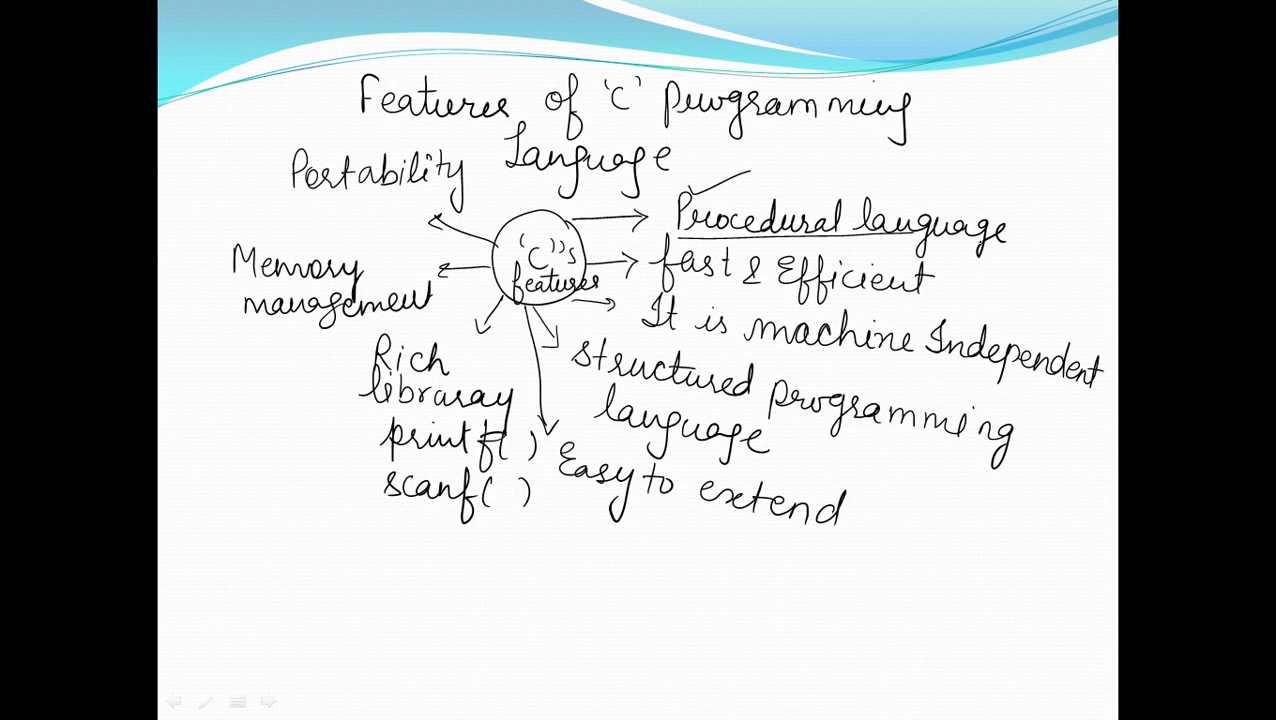 Features of 'C' programming
Language
Portability
Procedural language
'C''s
features
fast & Efficient
Memory
management
It is machine Independent
structured programming
language
Rich
library
printf( )
scanf( )
Easy to extend